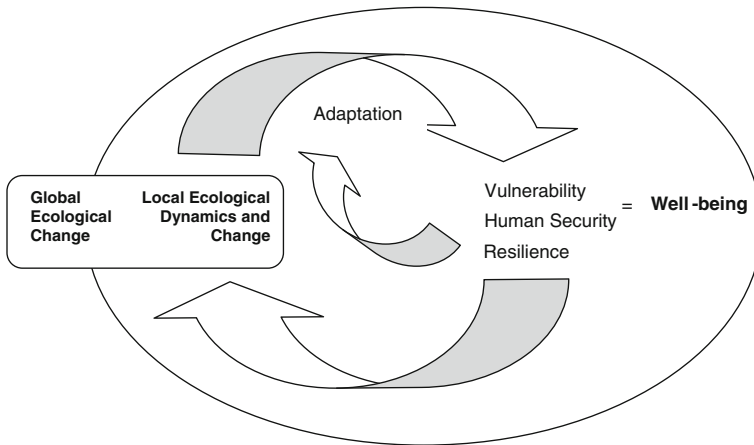 Adaptation
Global
Ecological
Change
Local Ecological
Dynamics and
Change
Vulnerability
Human Security
Resilience
= Well-being